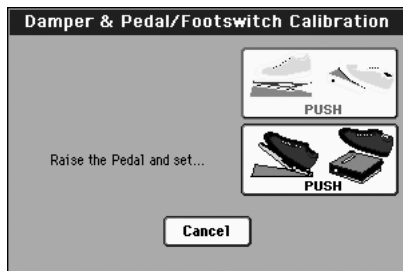 Damper & Pedal/Footswitch Calibration
PUSH
Raise the Pedal and set...
PUSH
Cancel